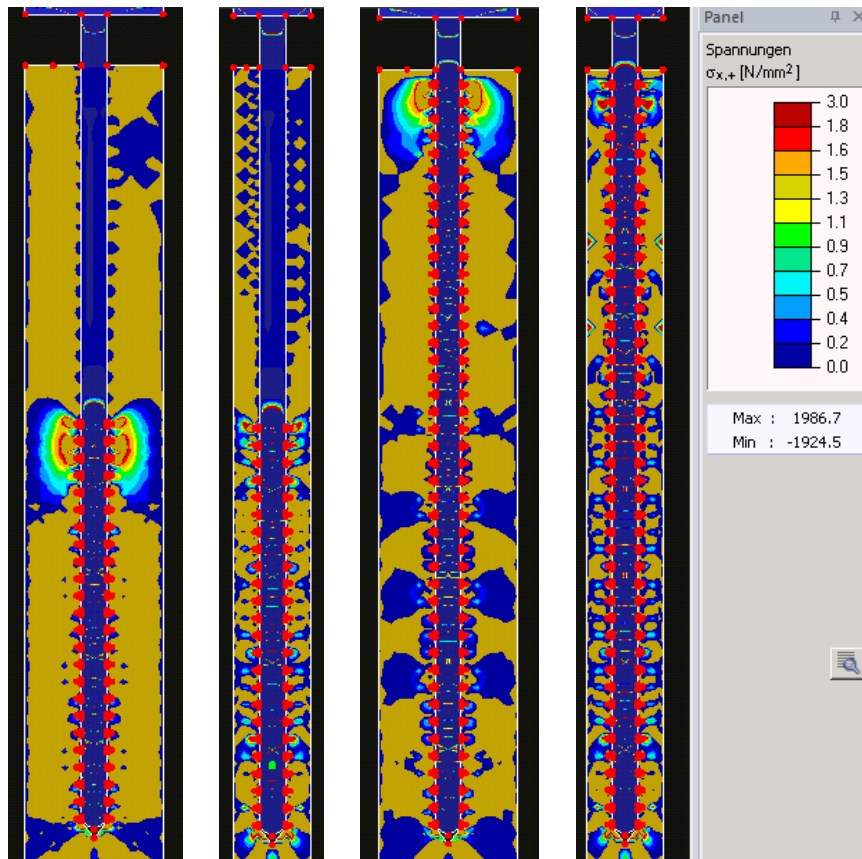 Panel
Spannungen
σx,+ [N/mm²]
3.0
1.8
1.6
1.5
1.3
1.1
0.9
0.7
0.5
0.4
0.2
0.0
Max : 1986.7
Min : -1924.5